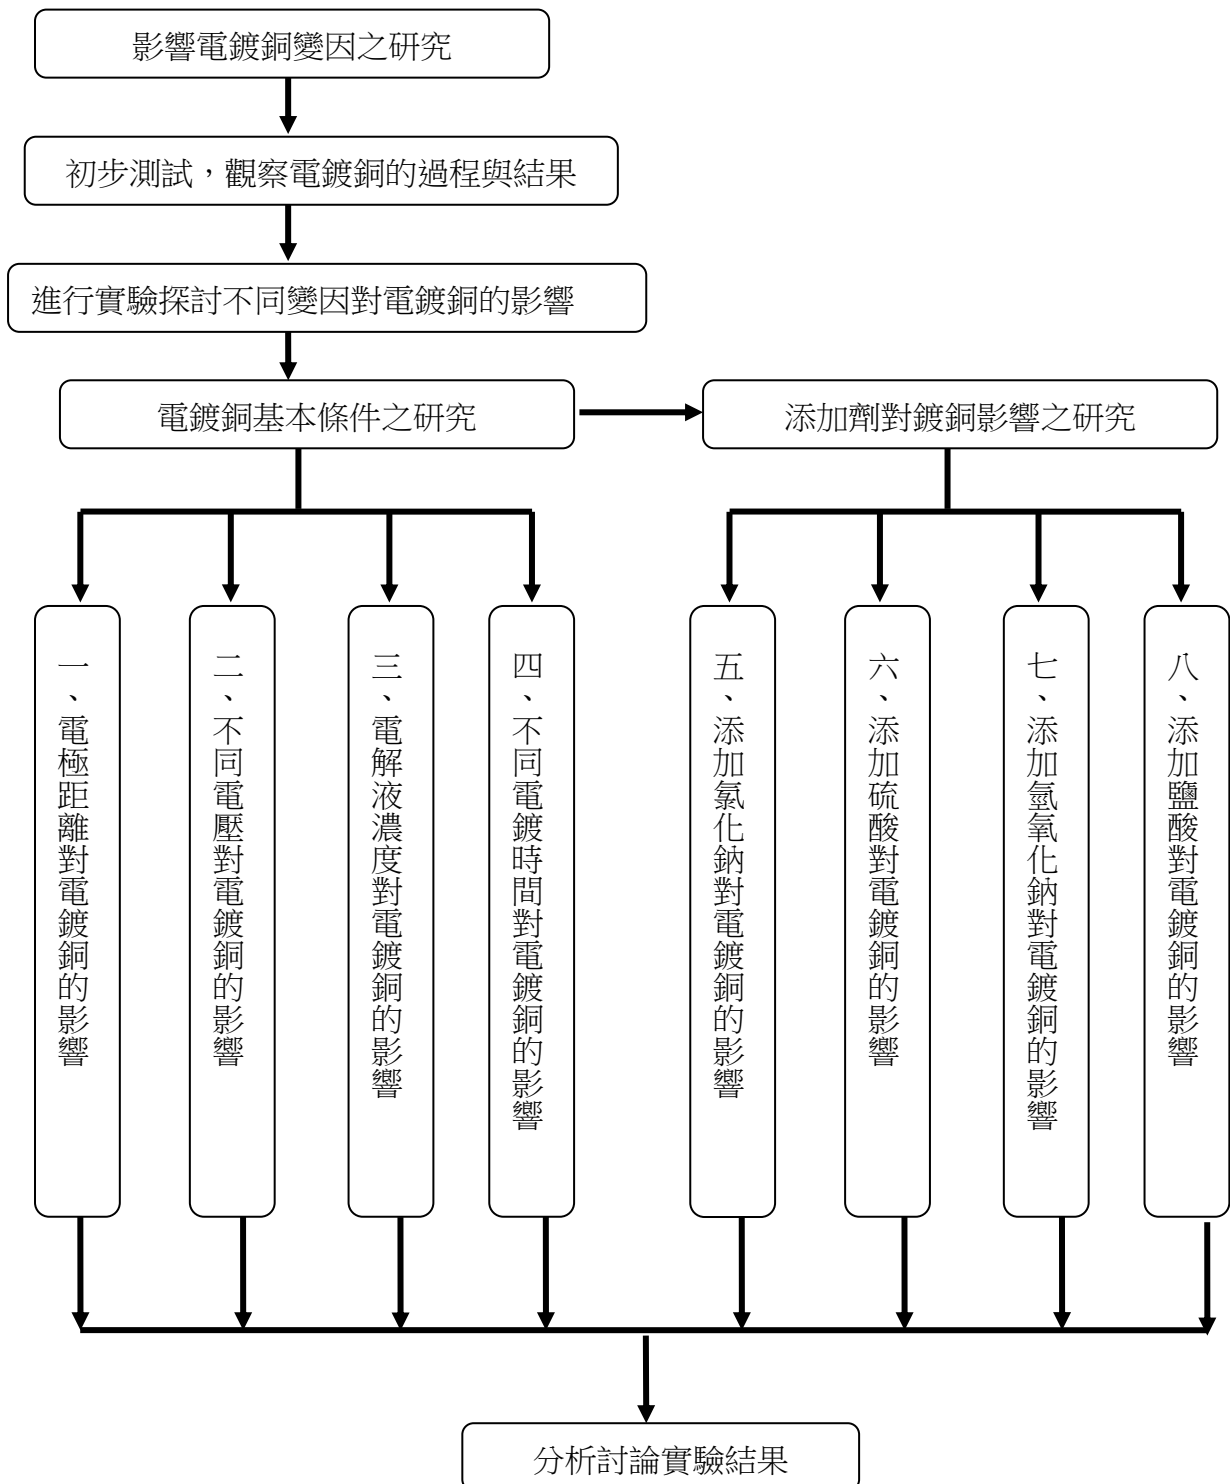 影響電鍍銅變因之研究
初步測試，觀察電鍍銅的過程與結果
進行實驗探討不同變因對電鍍銅的影響
電鍍銅基本條件之研究
添加劑對鍍銅影響之研究
一、電極距離對電鍍銅的影響
二、不同電壓對電鍍銅的影響
三、電解液濃度對電鍍銅的影響
四、不同電鍍時間對電鍍銅的影響
五、添加氯化鈉對電鍍銅的影響
六、添加硫酸對電鍍銅的影響
七、添加氫氧化鈉對電鍍銅的影響
八、添加鹽酸對電鍍銅的影響
分析討論實驗結果